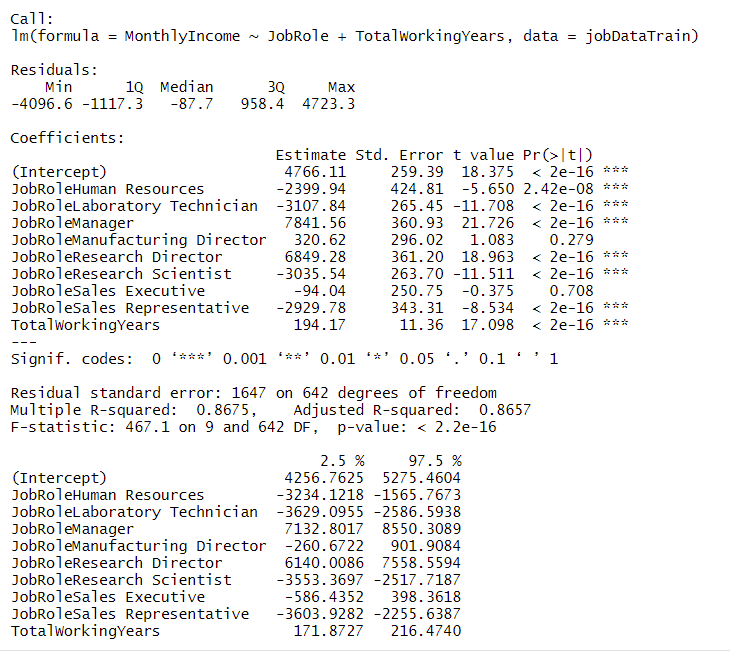 Call:
lm(formula = MonthlyIncome ~ JobRole + TotalWorkingYears, data = jobDataTrain)
Residuals:
Min 1Q Median 3Q Max
-4096.6 -1117.3 -87.7 958.4 4723.3
Coefficients:
Estimate Std. Error t value Pr(>|t|)
(Intercept) 4766.11 259.39 18.375 < 2e-16 ***
JobRoleHuman Resources -2399.94 424.81 -5.650 2.42e-08 ***
JobRoleLaboratory Technician -3107.84 265.45 -11.708 < 2e-16 ***
JobRoleManager 7841.56 360.93 21.726 < 2e-16 ***
JobRoleManufacturing Director 320.62 296.02 1.083 0.279
JobRoleResearch Director 6849.28 361.20 18.963 < 2e-16 ***
JobRoleResearch Scientist -3035.54 263.70 -11.511 < 2e-16 ***
JobRoleSales Executive -94.04 250.75 -0.375 0.708
JobRoleSales Representative -2929.78 343.31 -8.534 < 2e-16 ***
TotalWorkingYears 194.17 11.36 17.098 < 2e-16 ***
---
Signif. codes: 0 ‘***’ 0.001 ‘**’ 0.01 ‘*’ 0.05 ‘.’ 0.1 ‘ ’ 1
Residual standard error: 1647 on 642 degrees of freedom
Multiple R-squared: 0.8675, Adjusted R-squared: 0.8657
F-statistic: 467.1 on 9 and 642 DF, p-value: < 2.2e-16
2.5 % 97.5 %
(Intercept) 4256.7625 5275.4604
JobRoleHuman Resources -3234.1218 -1565.7673
JobRoleLaboratory Technician -3629.0955 -2586.5938
JobRoleManager 7132.8017 8550.3089
JobRoleManufacturing Director -260.6722 901.9084
JobRoleResearch Director 6140.0086 7558.5594
JobRoleResearch Scientist -3553.3697 -2517.7187
JobRoleSales Executive -586.4352 398.3618
JobRoleSales Representative -3603.9282 -2255.6387
TotalWorkingYears 171.8727 216.4740